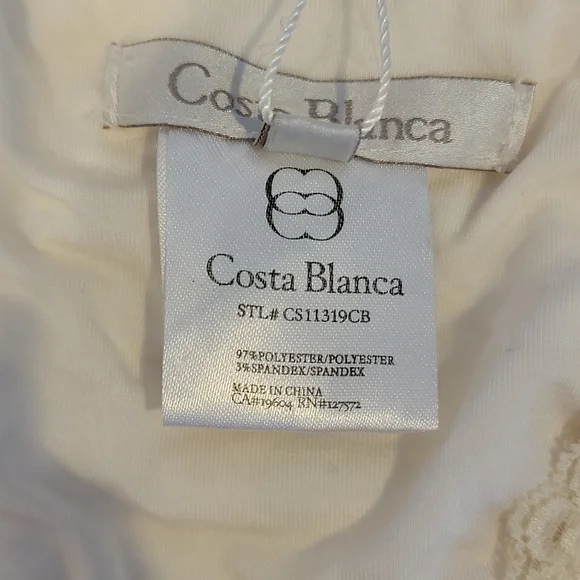 Costa Blanca
Costa Blanca
STL# CS11319CB
97%POLYESTER/POLYESTER
3%SPANDEX/SPANDEX
MADE IN CHINA
CA#19604 RN#127572